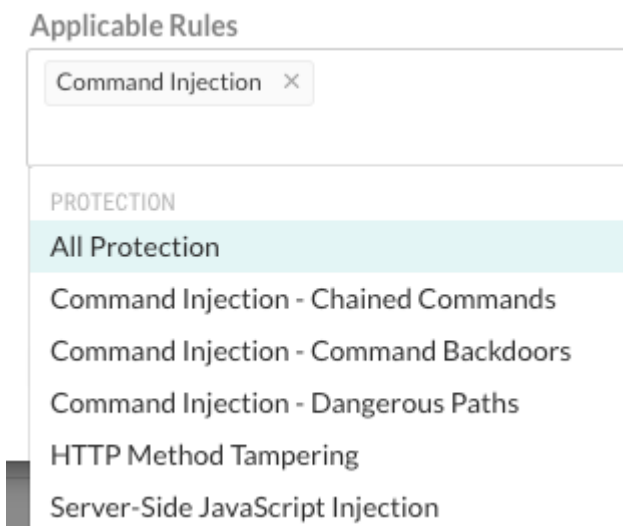 Applicable Rules
Command Injection ×
PROTECTION
All Protection
Command Injection - Chained Commands
Command Injection - Command Backdoors
Command Injection - Dangerous Paths
HTTP Method Tampering
Server-Side JavaScript Injection